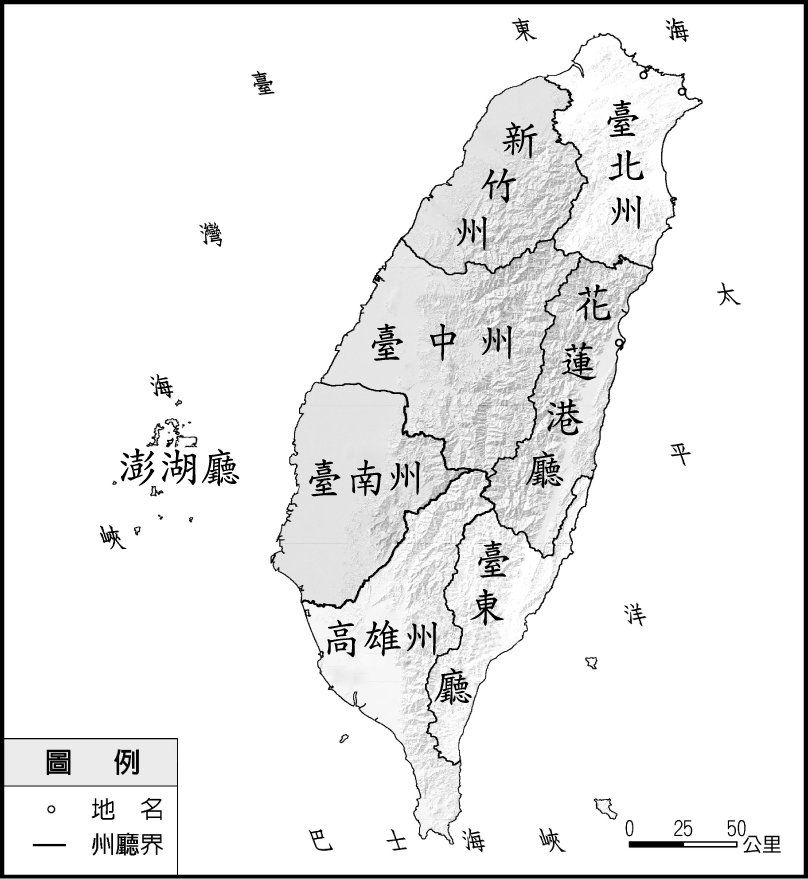 東海
臺灣海峽
太平洋
巴士海峽
臺北州
新竹州
臺中州
花蓮港廳
澎湖廳
臺南州
臺東廳
高雄州
圖例
地名
州廳界
0 25 50 公里